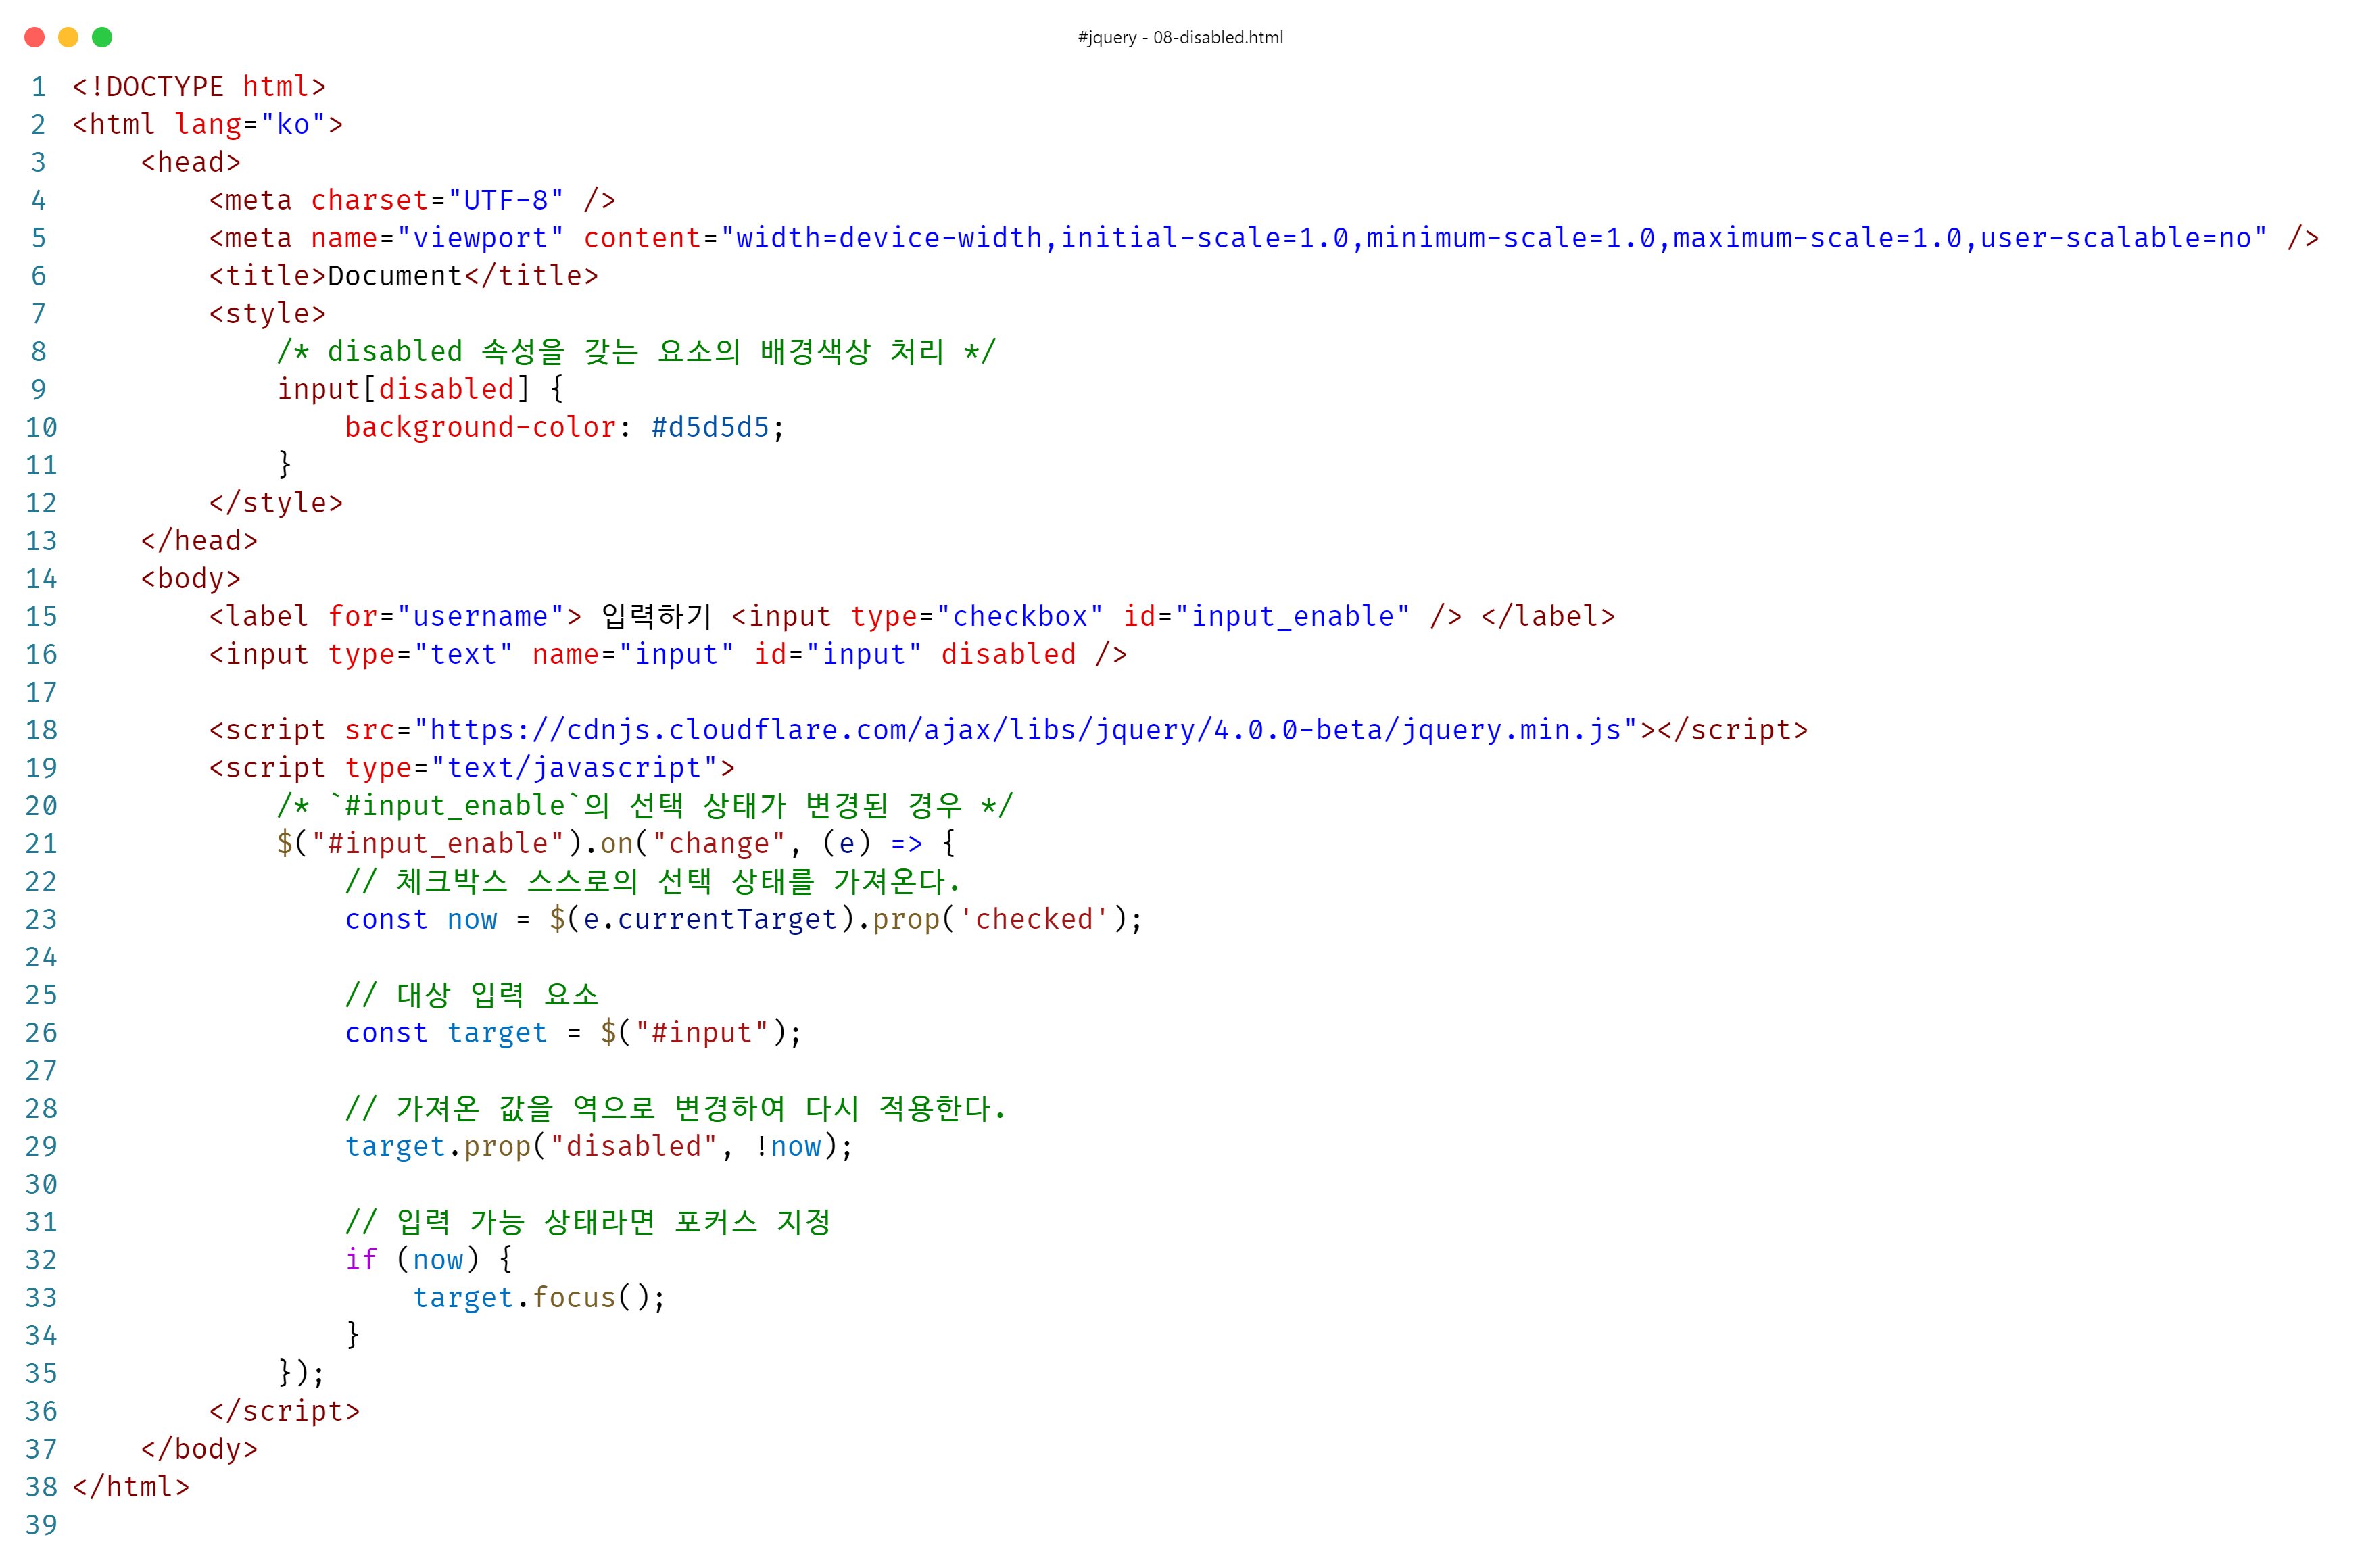 #jquery - 08-disabled.html
1 <!DOCTYPE html>
2 <html lang="ko">
3     <head>
4         <meta charset="UTF-8" />
5         <meta name="viewport" content="width=device-width,initial-scale=1.0,minimum-scale=1.0,maximum-scale=1.0,user-scalable=no" />
6         <title>Document</title>
7         <style>
8             /* disabled 속성을 갖는 요소의 배경색상 처리 */
9             input[disabled] {
10                 background-color: #d5d5d5;
11             }
12         </style>
13     </head>
14     <body>
15         <label for="username"> 입력하기 <input type="checkbox" id="input_enable" /> </label>
16         <input type="text" name="input" id="input" disabled />
17
18         <script src="https://cdnjs.cloudflare.com/ajax/libs/jquery/4.0.0-beta/jquery.min.js"></script>
19         <script type="text/javascript">
20             /* `#input_enable`의 선택 상태가 변경된 경우 */
21             $("#input_enable").on("change", (e) => {
22                 // 체크박스 스스로의 선택 상태를 가져온다.
23                 const now = $(e.currentTarget).prop('checked');
24
25                 // 대상 입력 요소
26                 const target = $("#input");
27
28                 // 가져온 값을 역으로 변경하여 다시 적용한다.
29                 target.prop("disabled", !now);
30
31                 // 입력 가능 상태라면 포커스 지정
32                 if (now) {
33                     target.focus();
34                 }
35             });
36         </script>
37     </body>
38 </html>
39